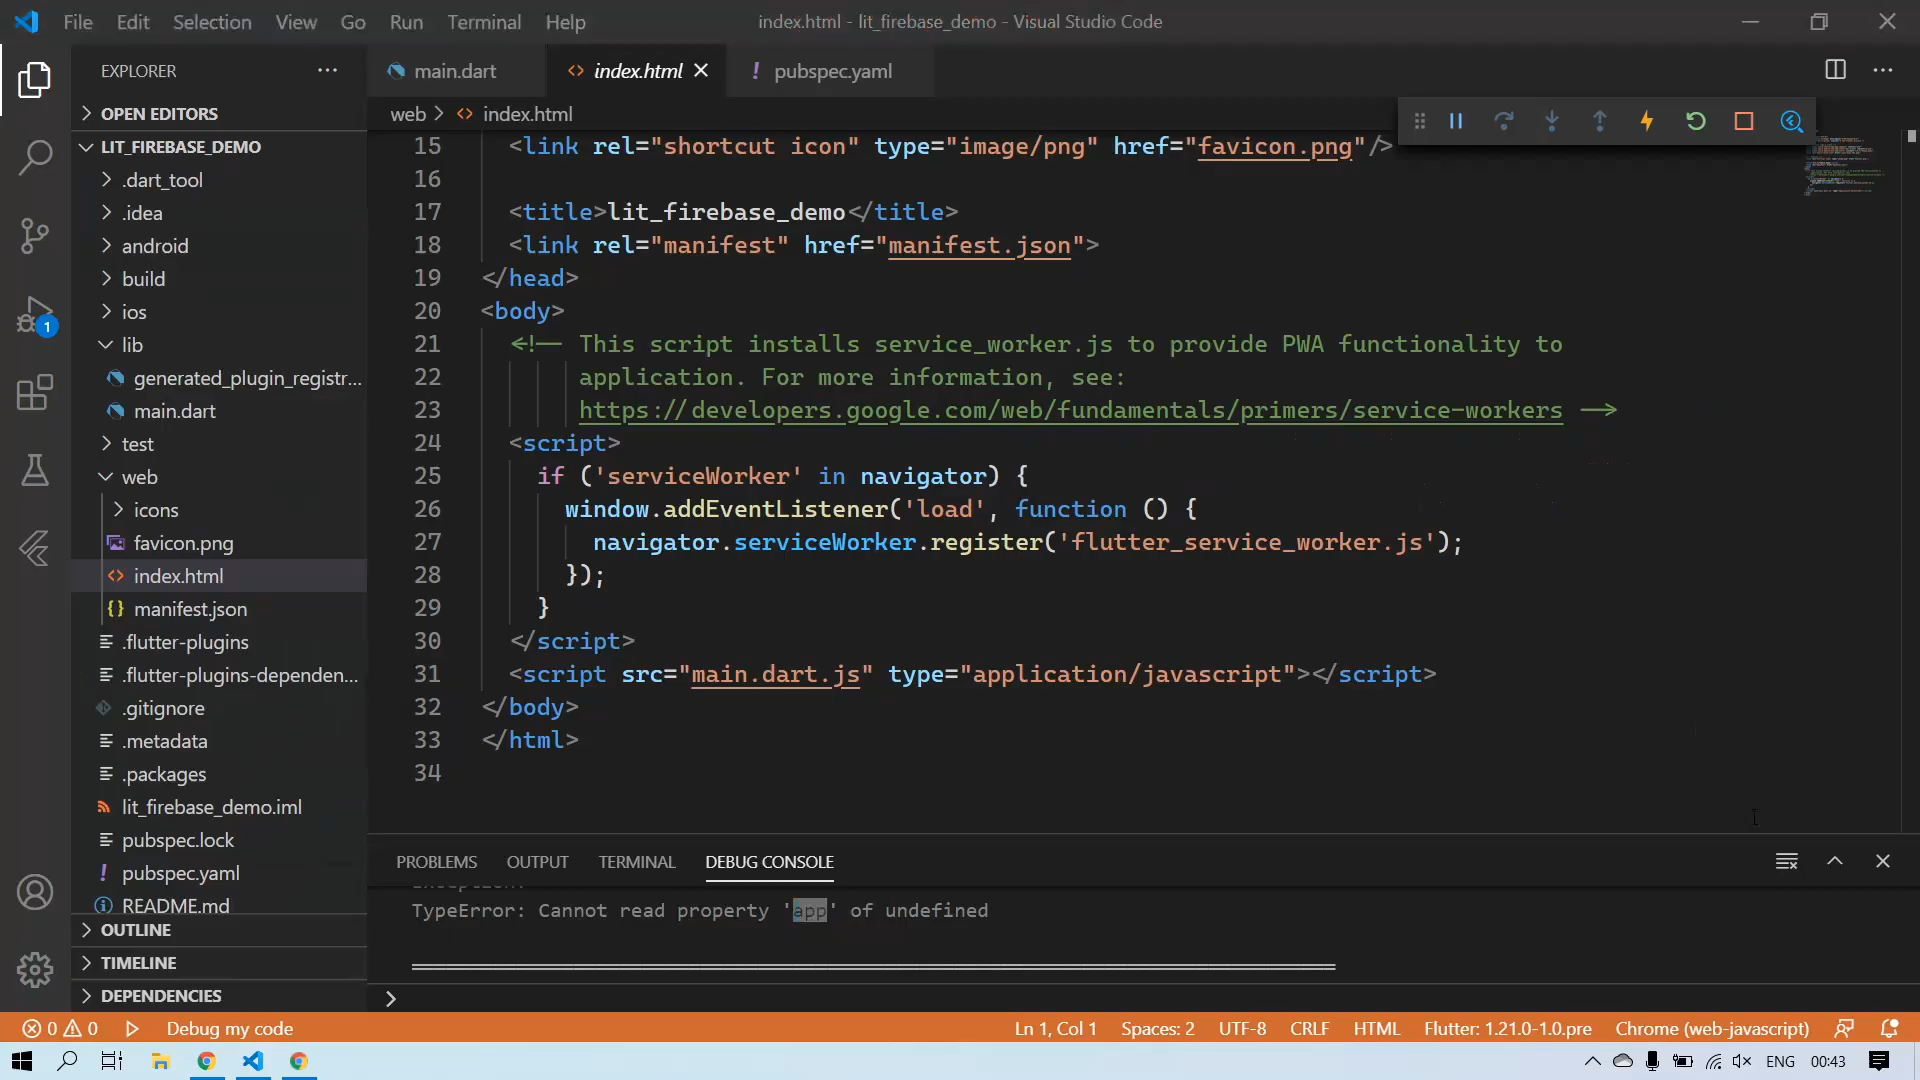 File Edit Selection View Go Run Terminal Help
index.html - lit_firebase_demo - Visual Studio Code
EXPLORER
OPEN EDITORS
LIT_FIREBASE_DEMO
.dart_tool
.idea
android
build
ios
lib
generated_plugin_registr...
main.dart
test
web
icons
favicon.png
index.html
manifest.json
.flutter-plugins
.flutter-plugins-dependen...
.gitignore
.metadata
.packages
lit_firebase_demo.iml
pubspec.lock
pubspec.yaml
README.md
OUTLINE
TIMELINE
DEPENDENCIES
main.dart index.html pubspec.yaml
web > index.html
15 <link rel="shortcut icon" type="image/png" href="favicon.png"/>
16
17 <title>lit_firebase_demo</title>
18 <link rel="manifest" href="manifest.json">
19 </head>
20 <body>
21 <!-- This script installs service_worker.js to provide PWA functionality to
22 application. For more information, see:
23 https://developers.google.com/web/fundamentals/primers/service-workers -->
24 <script>
25 if ('serviceWorker' in navigator) {
26 window.addEventListener('load', function () {
27 navigator.serviceWorker.register('flutter_service_worker.js');
28 });
29 }
30 </script>
31 <script src="main.dart.js" type="application/javascript"></script>
32 </body>
33 </html>
34
PROBLEMS OUTPUT TERMINAL DEBUG CONSOLE
TypeError: Cannot read property 'app' of undefined
1
0 0 Debug my code Ln 1, Col 1 Spaces: 2 UTF-8 CRLF HTML Flutter: 1.21.0-1.0.pre Chrome (web-javascript)
ENG 00:43